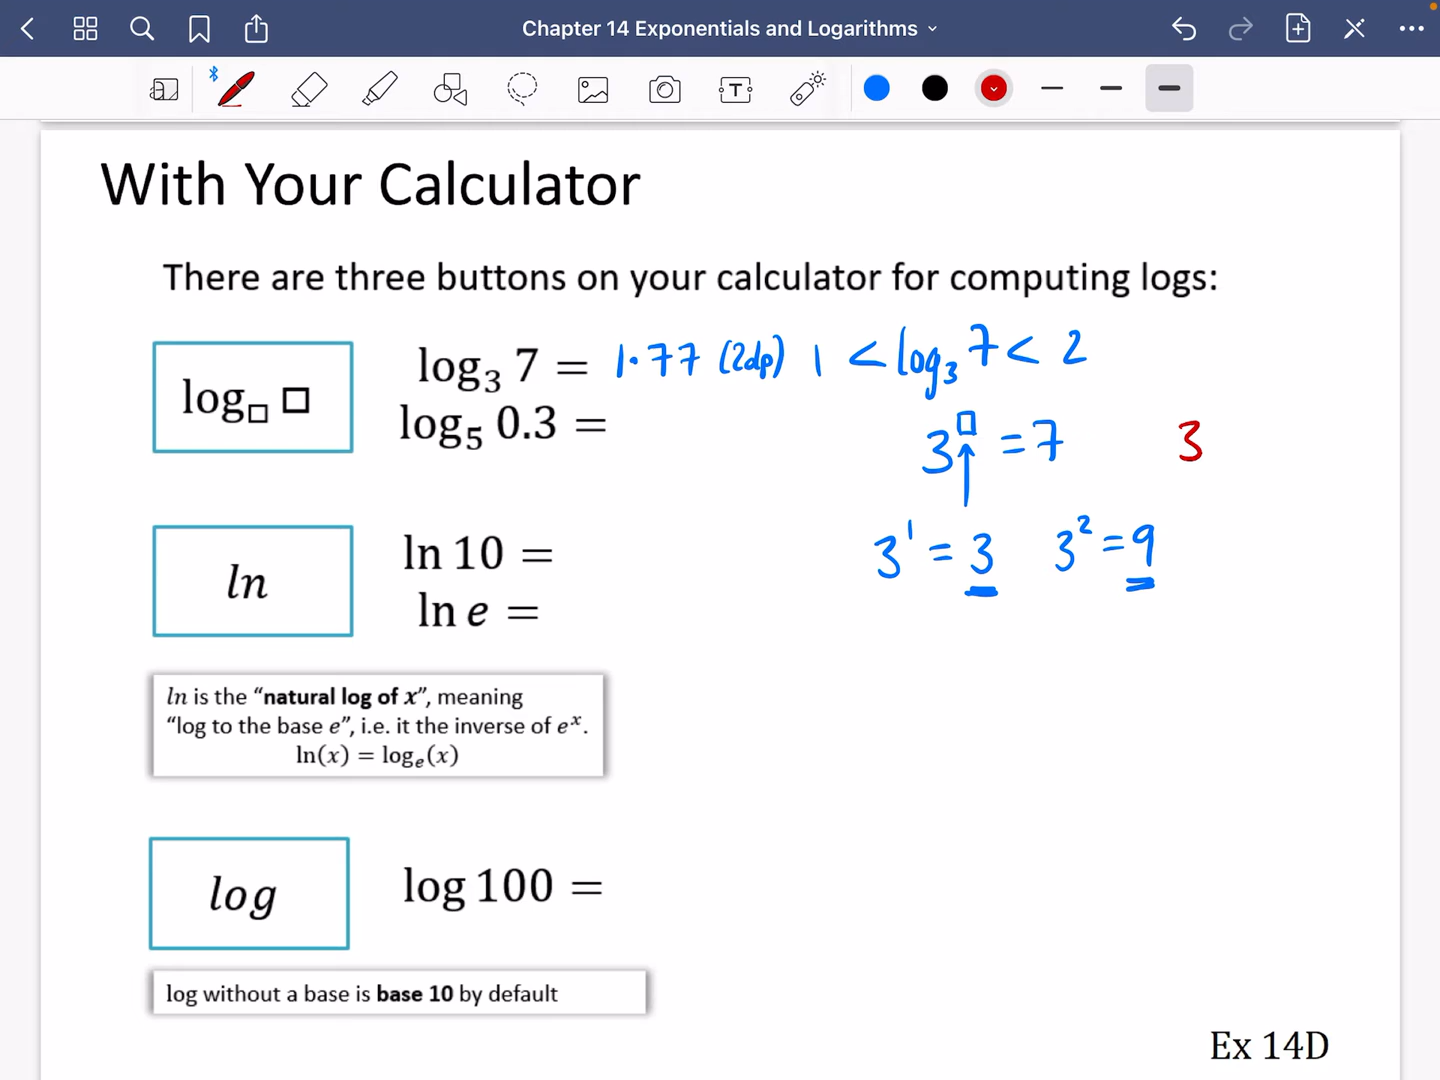 Chapter 14 Exponentials and Logarithms
With Your Calculator
There are three buttons on your calculator for computing logs:
log□ □
log₃ 7 = 1.77 (2dp) 1 < log₃ 7 < 2
log₅ 0.3 =
3^□ = 7
3
3¹ = 3 3² = 9
ln
ln 10 =
ln e =
ln is the “natural log of x”, meaning
“log to the base e”, i.e. it the inverse of eˣ.
ln(x) = logₑ(x)
log
log 100 =
log without a base is base 10 by default
Ex 14D